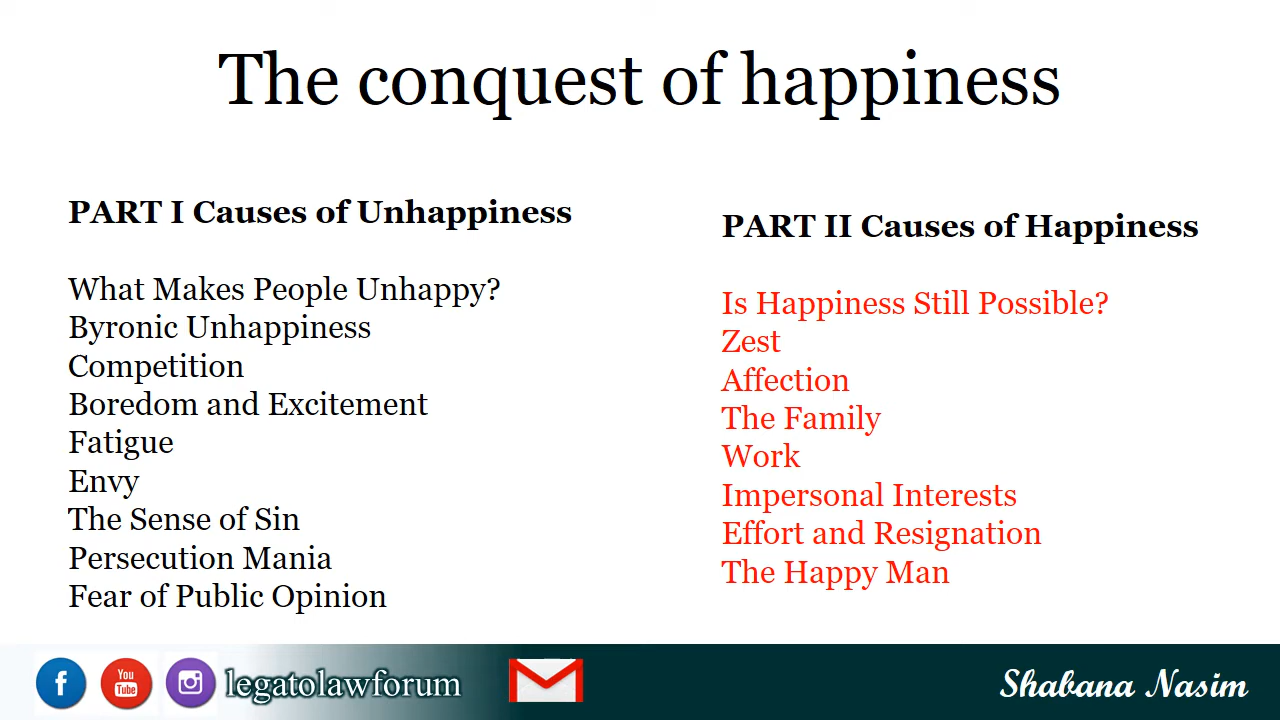 The conquest of happiness
PART I Causes of Unhappiness
What Makes People Unhappy?
Byronic Unhappiness
Competition
Boredom and Excitement
Fatigue
Envy
The Sense of Sin
Persecution Mania
Fear of Public Opinion
PART II Causes of Happiness
Is Happiness Still Possible?
Zest
Affection
The Family
Work
Impersonal Interests
Effort and Resignation
The Happy Man
f
You
Tube
legatolawforum
Shabana Nasim